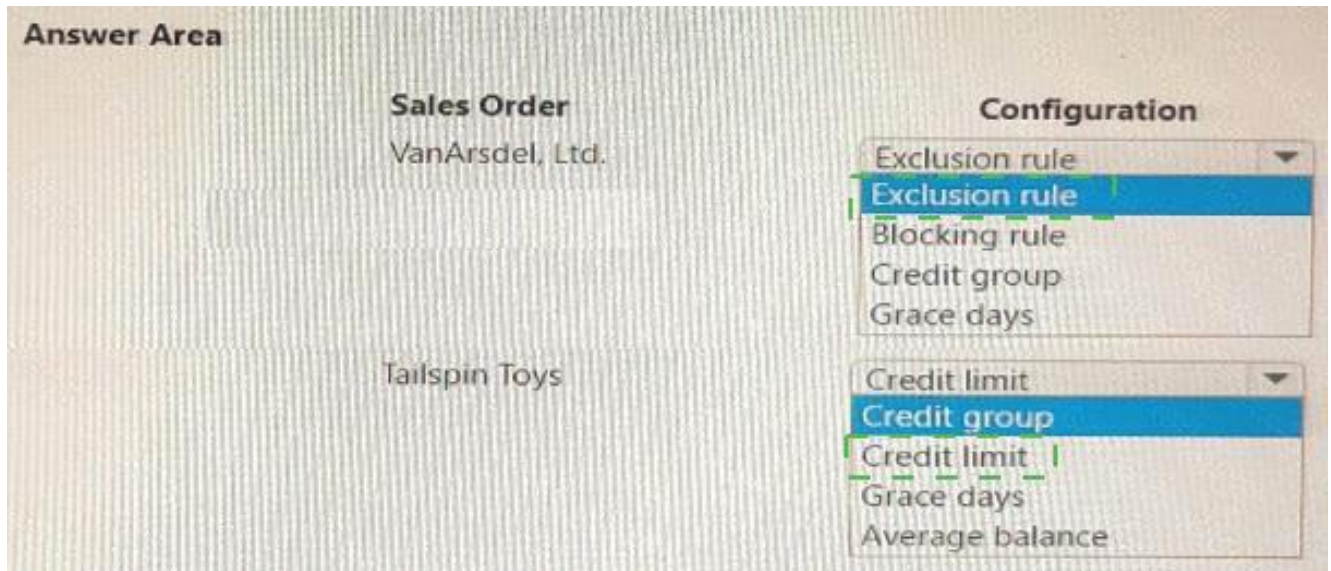 Answer Area
Sales Order
Configuration
VanArsdel, Ltd.
Exclusion rule
Exclusion rule
Blocking rule
Credit group
Grace days
Tailspin Toys
Credit limit
Credit group
Credit limit
Grace days
Average balance